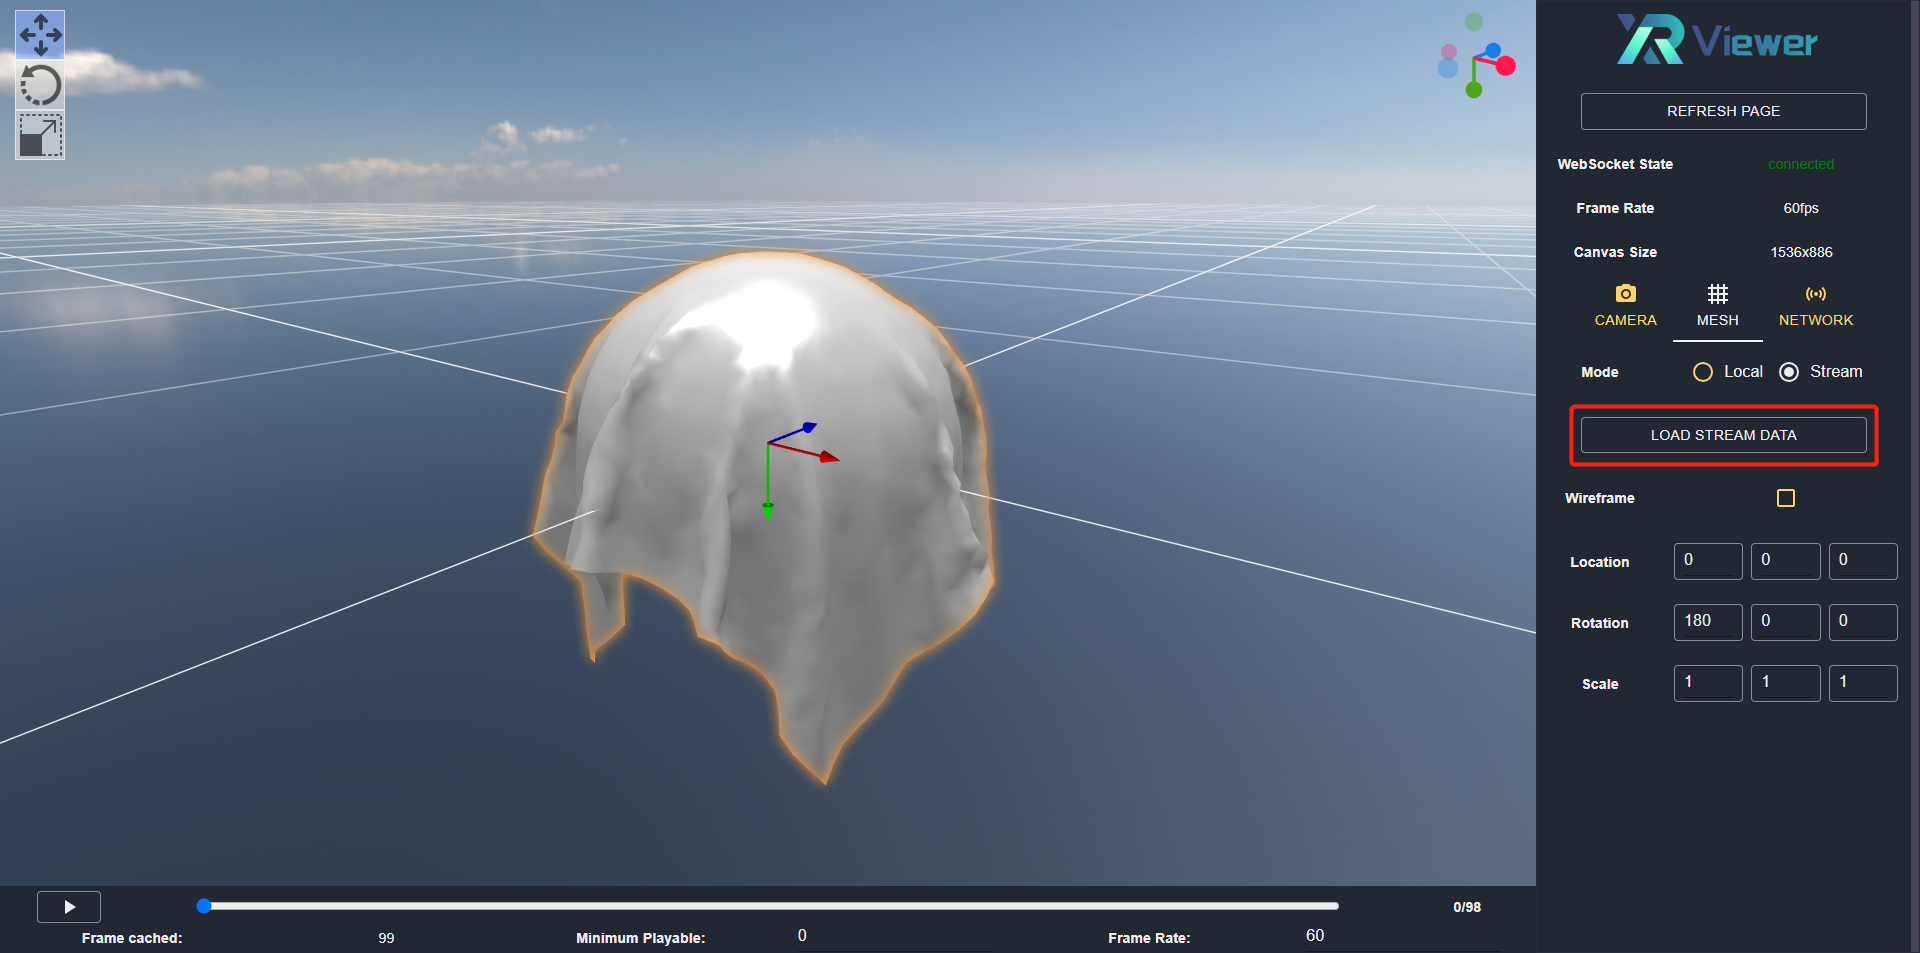 XR Viewer
REFRESH PAGE
WebSocket State connected
Frame Rate 60fps
Canvas Size 1536x886
CAMERA MESH NETWORK
Mode Local Stream
LOAD STREAM DATA
Wireframe
Location 0 0 0
Rotation 180 0 0
Scale 1 1 1
0/98
Frame cached: 99 Minimum Playable: 0 Frame Rate: 60